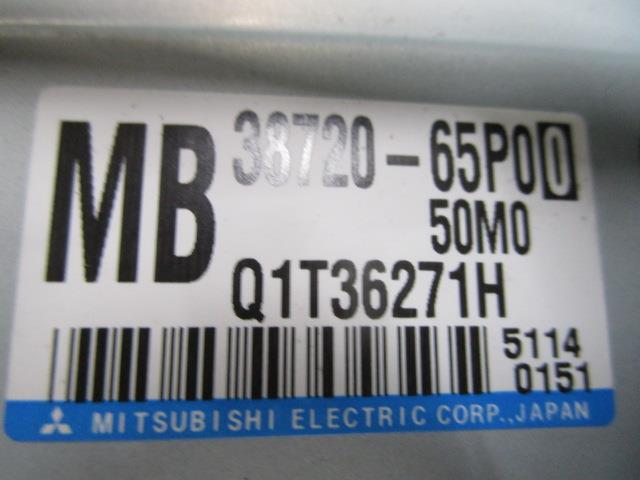 MB
38720-65P00
50M0
Q1T36271H
5114
0151
MITSUBISHI ELECTRIC CORP.,JAPAN